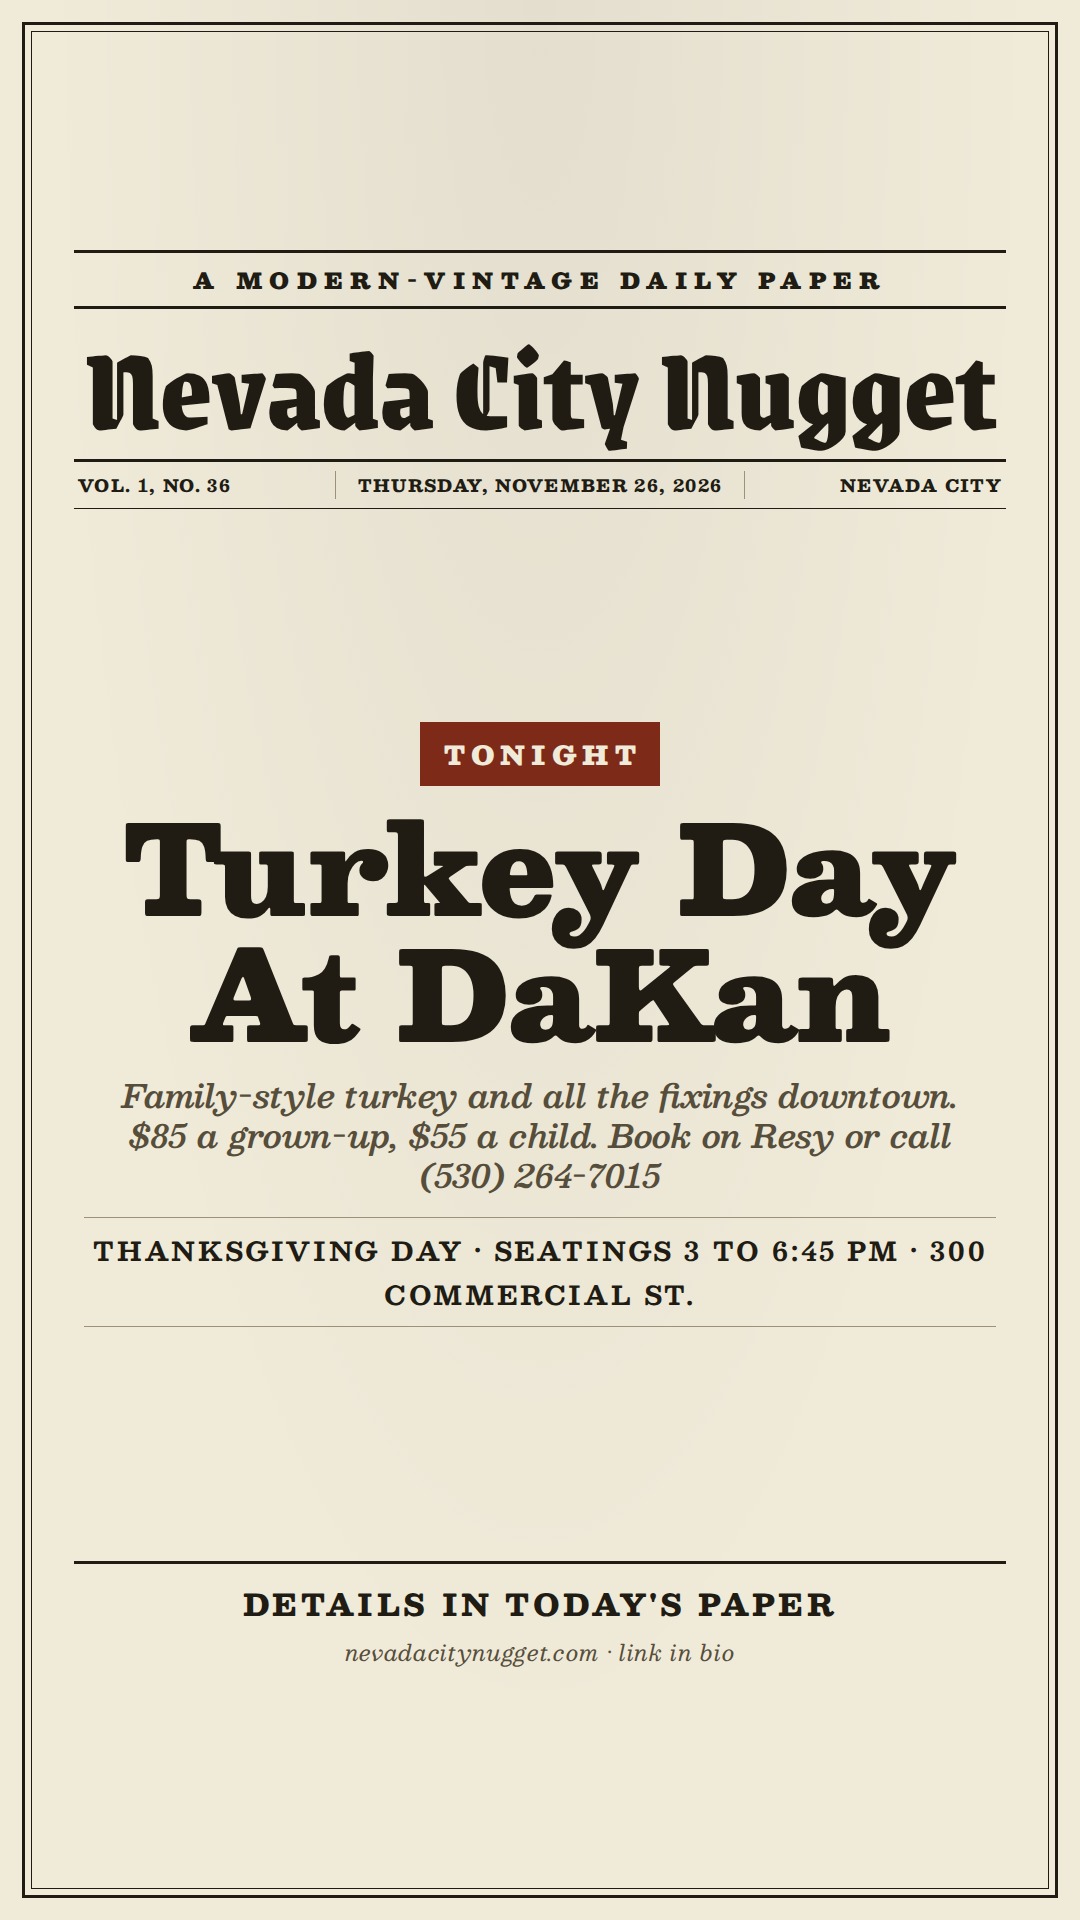 A MODERN-VINTAGE DAILY PAPER
Nevada City Nugget
VOL. 1, NO. 36
THURSDAY, NOVEMBER 26, 2026
NEVADA CITY
TONIGHT
Turkey Day
At DaKan
Family-style turkey and all the fixings downtown.
$85 a grown-up, $55 a child. Book on Resy or call
(530) 264-7015
THANKSGIVING DAY · SEATINGS 3 TO 6:45 PM · 300
COMMERCIAL ST.
DETAILS IN TODAY'S PAPER
nevadacitynugget.com · link in bio